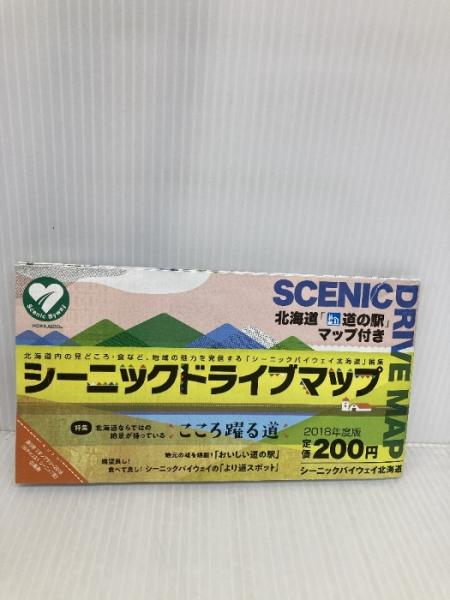 Scenic Byway
HOKKAIDO
SCENIC
DRIVE MAP
北海道「道の駅」
マップ付き
北海道内の見どころ・食など、地域の魅力を発信する「シーニックバイウェイ北海道」編集
シーニックドライブマップ
特集
北海道ならではの
絶景が待っている
こころ躍る道
2018年度版
定価200円
地元の味を堪能!「おいしい道の駅」
眺望良し!
食べて良し!シーニックバイウェイの「より道スポット」
シーニックバイウェイ北海道